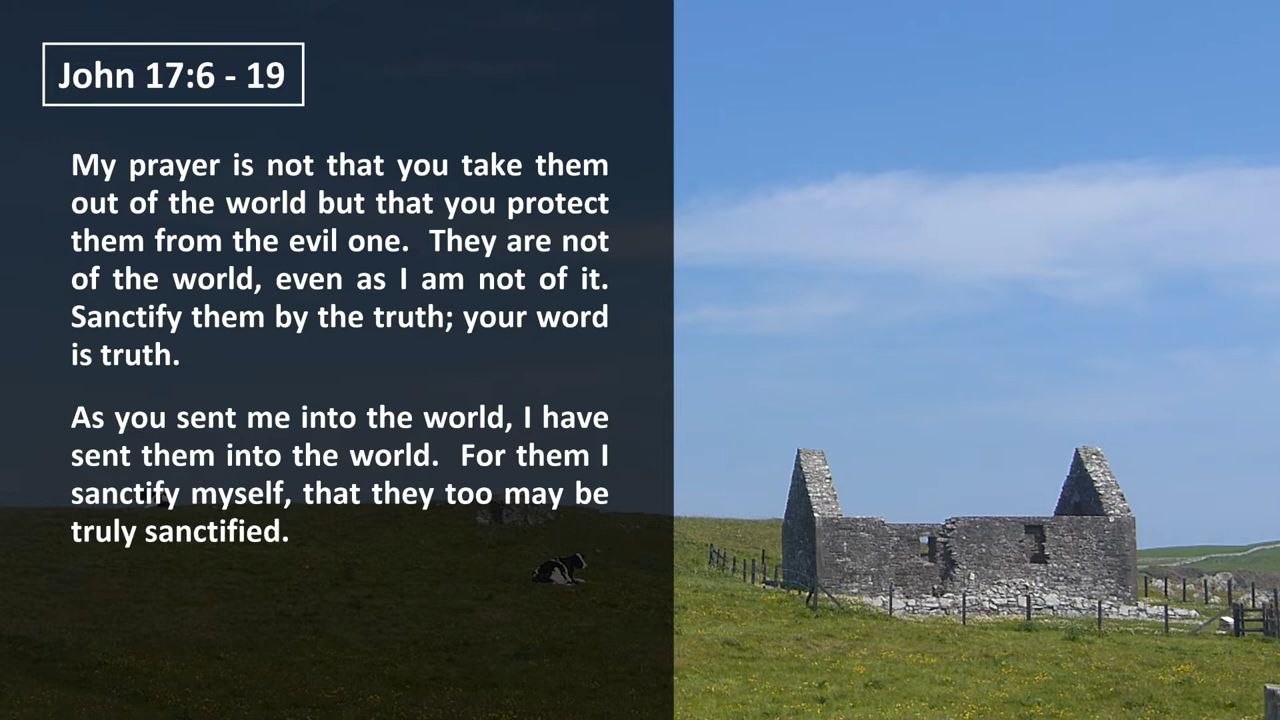 John 17:6 - 19
My prayer is not that you take them
out of the world but that you protect
them from the evil one.  They are not
of the world, even as I am not of it.
Sanctify them by the truth; your word
is truth.
As you sent me into the world, I have
sent them into the world.  For them I
sanctify myself, that they too may be
truly sanctified.